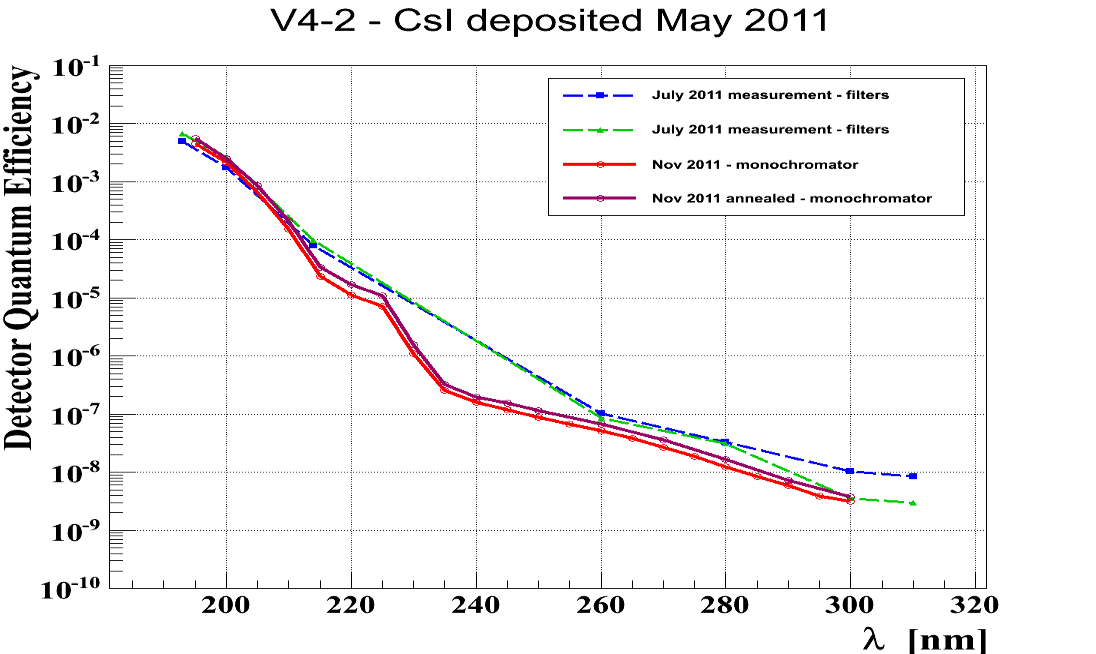 V4-2 - CsI deposited May 2011
Detector Quantum Efficiency
10-1
10-2
10-3
10-4
10-5
10-6
10-7
10-8
10-9
10-10
July 2011 measurement - filters
July 2011 measurement - filters
Nov 2011 - monochromator
Nov 2011 annealed - monochromator
200 220 240 260 280 300 320
λ [nm]